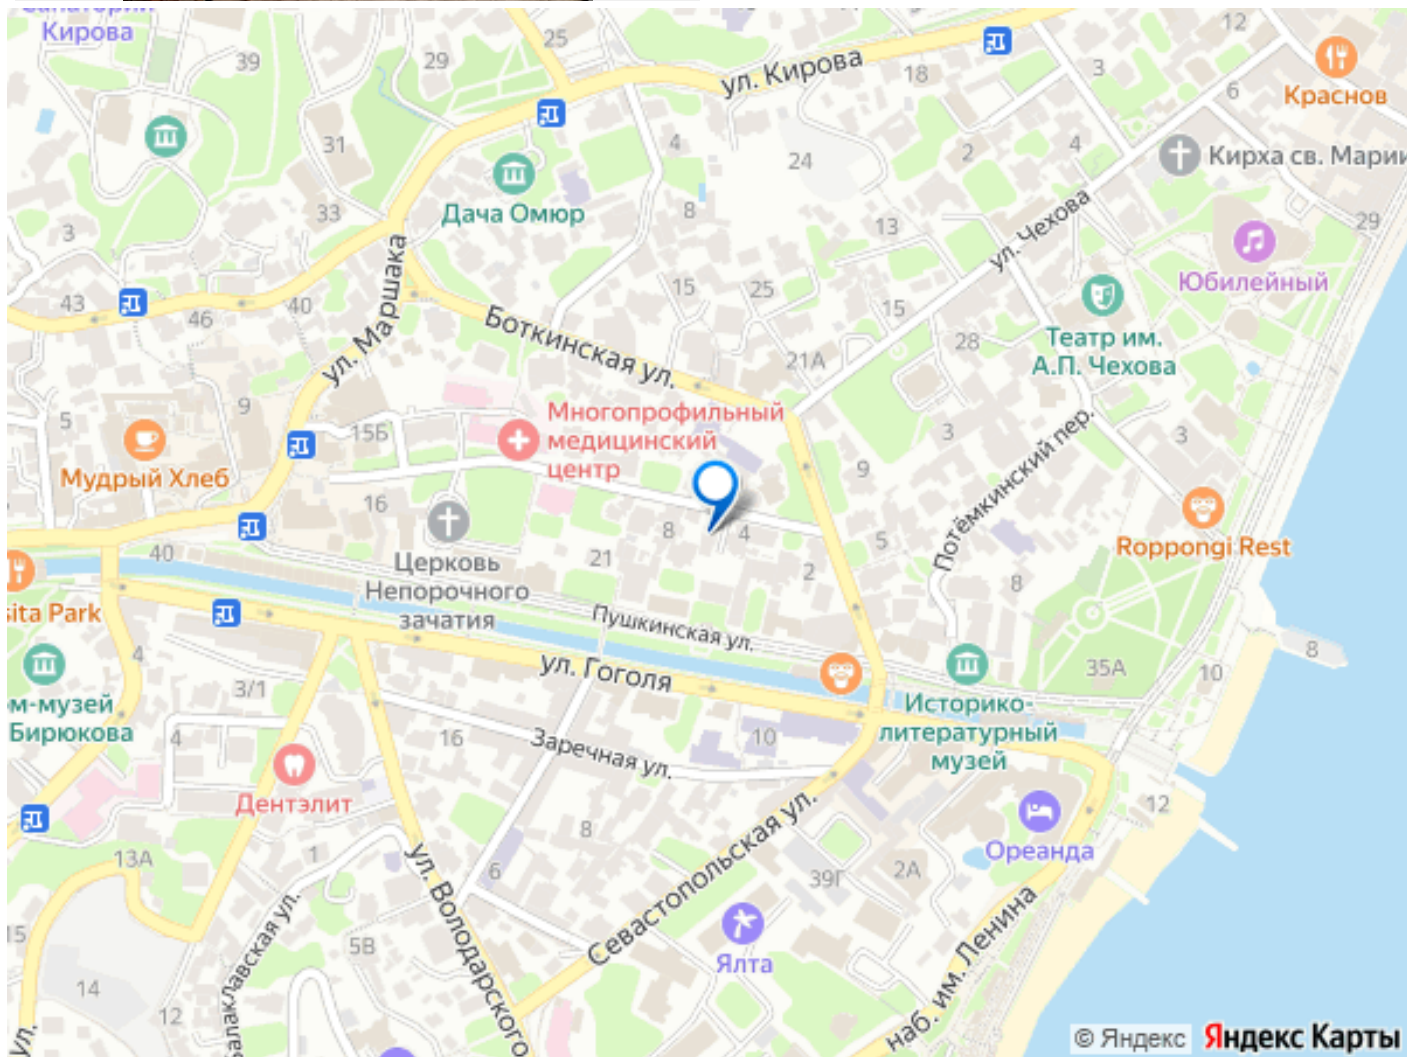 Санаторий
Кирова
39
29
25
ул. Кирова
18
12
3
6
Краснов
31
4
24
2
4
Кирха св. Марии
Дача Омюр
33
8
13
ул. Чехова
29
3
Юбилейный
43
46
40
ул. Маршака
15
25
15
Театр им.
А.П. Чехова
Боткинская ул.
28
21А
5
9
15Б
Многопрофильный
медицинский
центр
3
3
Потёмкинский пер.
Мудрый Хлеб
9
16
8
4
5
Roppongi Rest
40
Церковь
Непорочного
зачатия
21
2
8
sita Park
Пушкинская ул.
8
4
3/1
ул. Гоголя
35А
10
ом-музей
Бирюкова
4
16
Заречная ул.
10
Историко-
литературный
музей
Дентэлит
12
8
Ореанда
13А
1
6
39Г
2А
ул. Володарского
Севастопольская ул.
15
5В
Ялта
наб. им. Ленина
14
12
ул.
© Яндекс Яндекс Карты